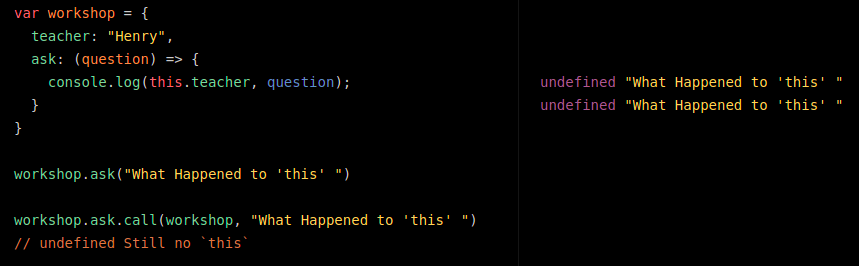 var workshop = {
  teacher: "Henry",
  ask: (question) => {
    console.log(this.teacher, question);
  }
}
workshop.ask("What Happened to 'this' ")
workshop.ask.call(workshop, "What Happened to 'this' ")
// undefined Still no `this`
undefined "What Happened to 'this' "
undefined "What Happened to 'this' "